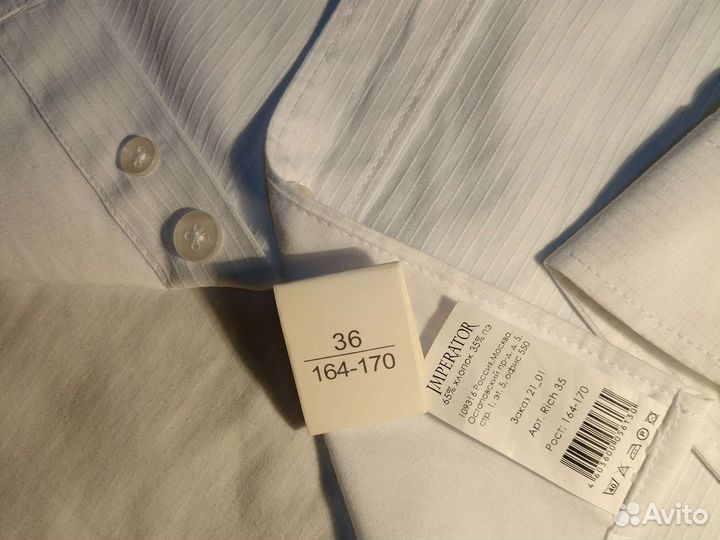 36
164-170
IMPERATOR
65% хлопок 35% пэ
109316 Россия,Москва.
Остаповский пр-д, д. 5,
стр. 1, эт. 5, офис 550
Заказ 21_01
Арт. Rich 35
Рост: 164-170
40
Avito